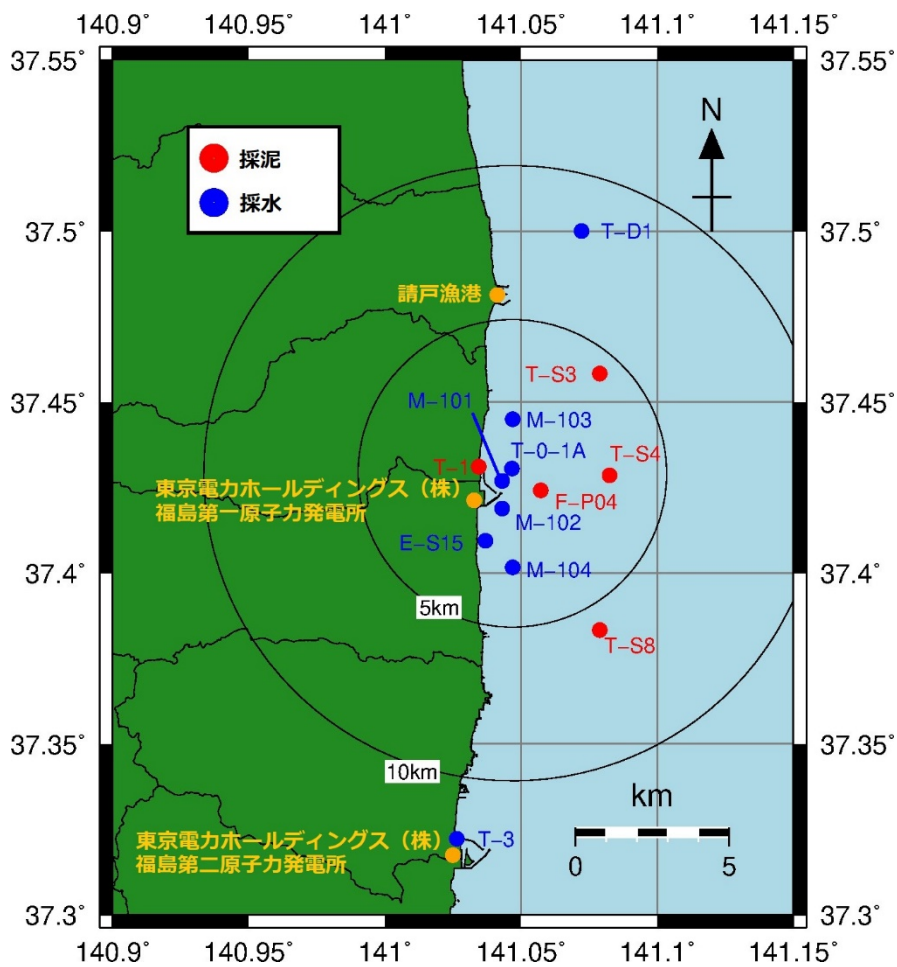 140.9˚ 140.95˚ 141˚ 141.05˚ 141.1˚ 141.15˚
37.55˚ 37.55˚
N
採泥
採水
37.5˚ T−D1 37.5˚
請戸漁港
T−S3
37.45˚ 37.45˚
M−101
M−103
T−0−1A
T−S4
T−1
東京電力ホールディングス（株）
福島第一原子力発電所
F−P04
M−102
E−S15
M−104
37.4˚ 37.4˚
5km
T−S8
37.35˚ 37.35˚
10km
km
東京電力ホールディングス（株）
福島第二原子力発電所
T−3
0 5
37.3˚ 37.3˚
140.9˚ 140.95˚ 141˚ 141.05˚ 141.1˚ 141.15˚